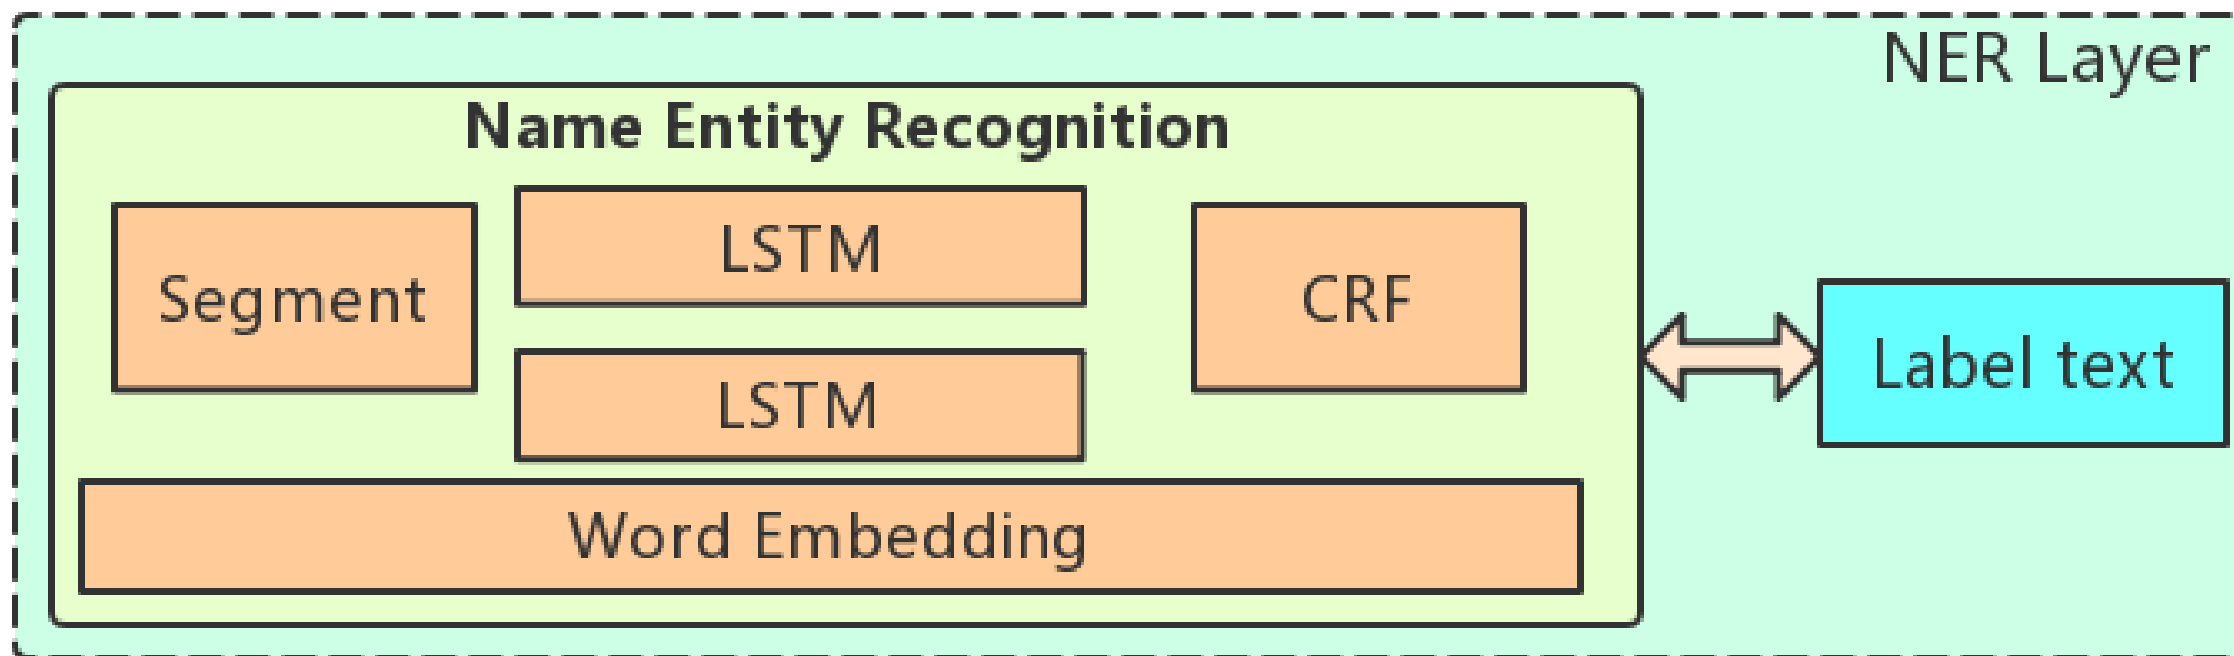 NER Layer
Name Entity Recognition
Segment
LSTM
LSTM
CRF
Word Embedding
Label text